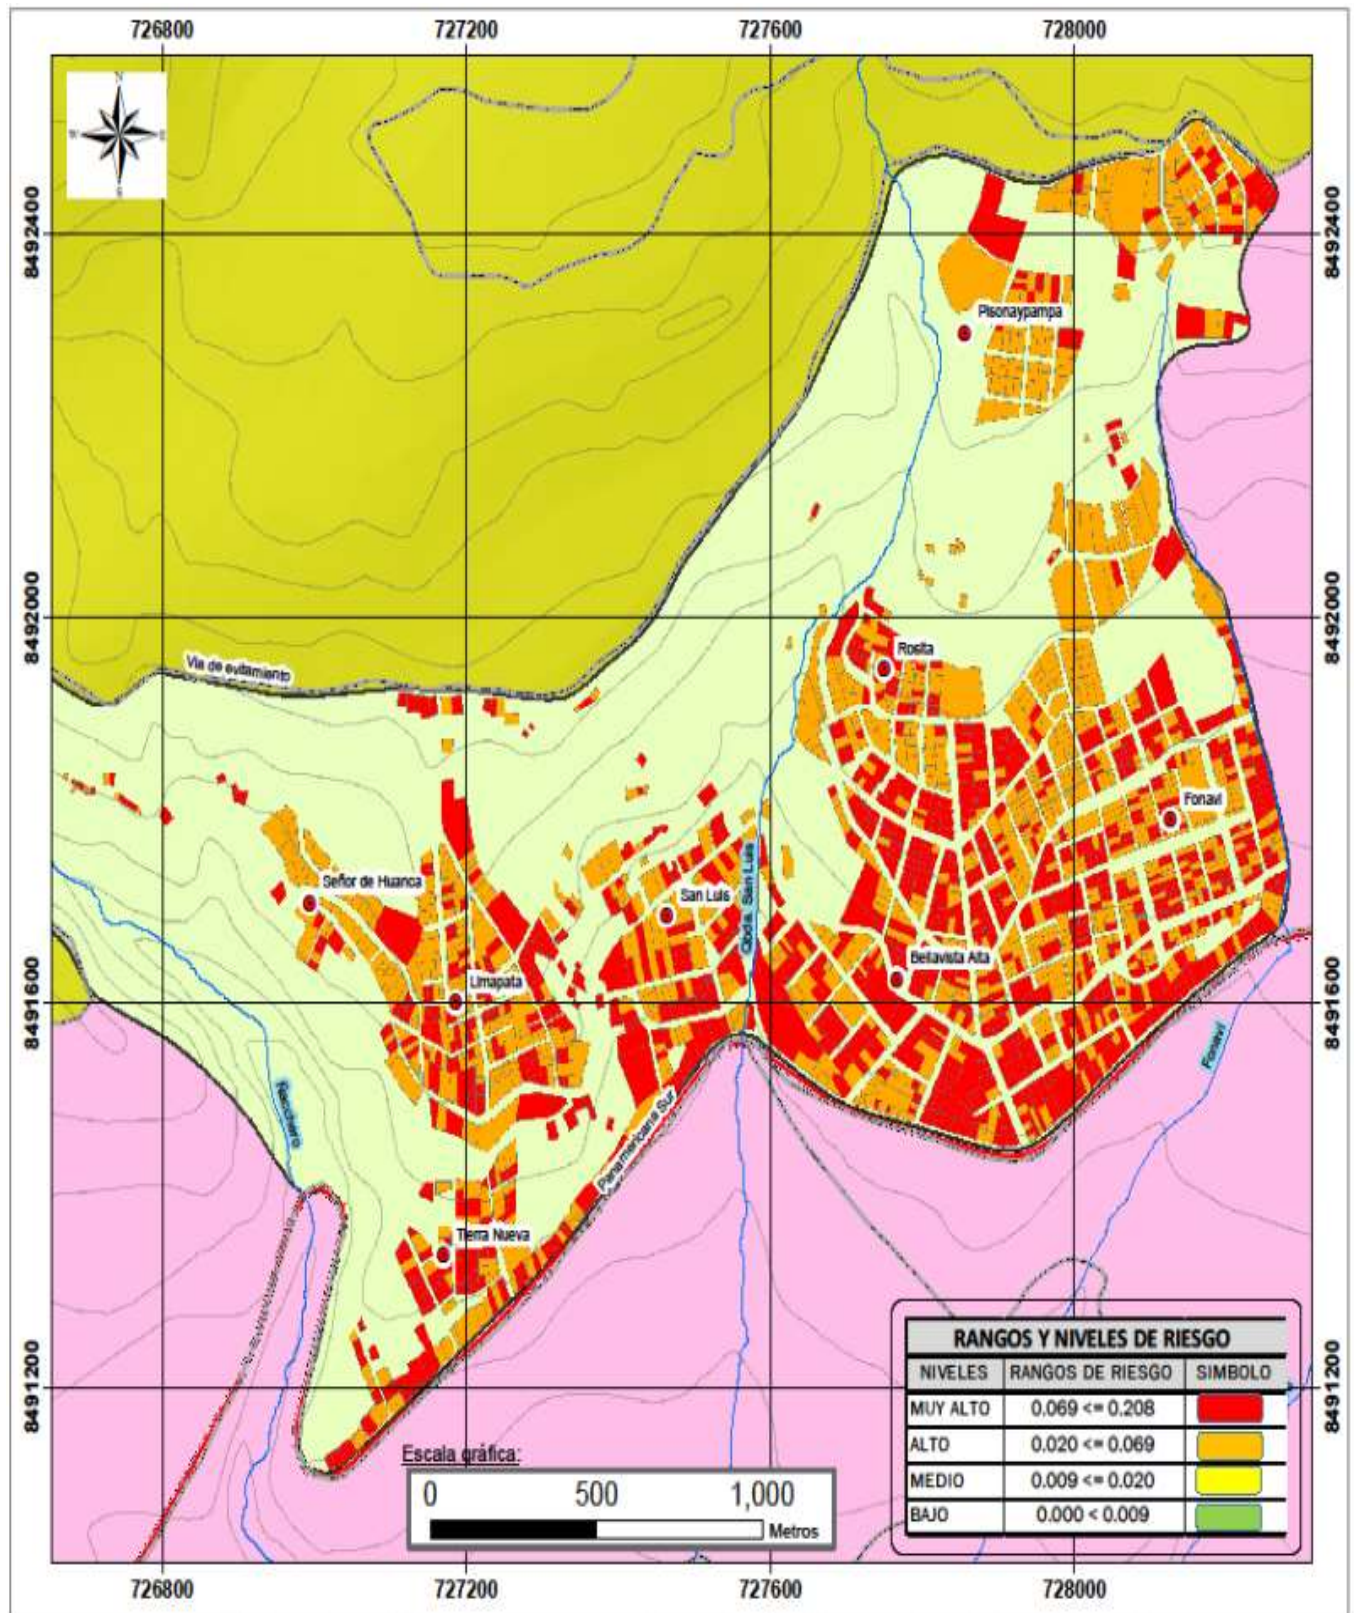 726800 727200 727600 728000
N
W E
S
8492400 8492400
Pisonaypampa
8492000 8492000
Rosita
Via de evitamiento
Fonavi
Señor de Huanca
San Luis
Qbda. San Luis
Bellavista Alta
Limapata
8491600 8491600
Fonavi
Ñacchero
Panamericana Sur
Tierra Nueva
RANGOS Y NIVELES DE RIESGO
NIVELES RANGOS DE RIESGO SIMBOLO
MUY ALTO 0.069 <= 0.208
ALTO 0.020 <= 0.069
MEDIO 0.009 <= 0.020
BAJO 0.000 < 0.009
8491200 8491200
Escala gráfica:
0 500 1,000
Metros
726800 727200 727600 728000